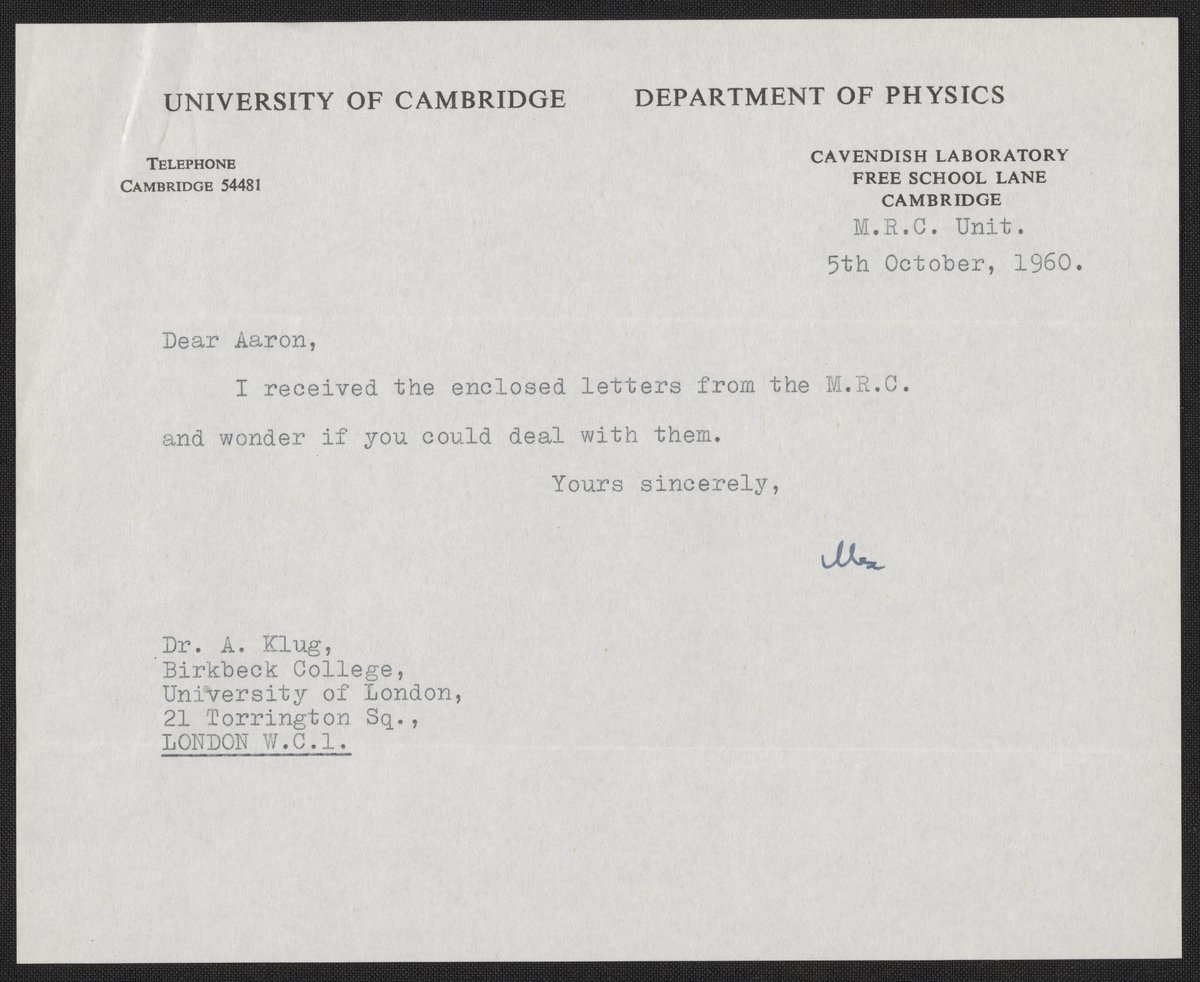 UNIVERSITY OF CAMBRIDGE DEPARTMENT OF PHYSICS
TELEPHONE
CAMBRIDGE 54481
CAVENDISH LABORATORY
FREE SCHOOL LANE
CAMBRIDGE
M.R.C. Unit.
5th October, 1960.
Dear Aaron,
I received the enclosed letters from the M.R.C.
and wonder if you could deal with them.
Yours sincerely,
Max
Dr. A. Klug,
Birkbeck College,
University of London,
21 Torrington Sq.,
LONDON W.C.1.